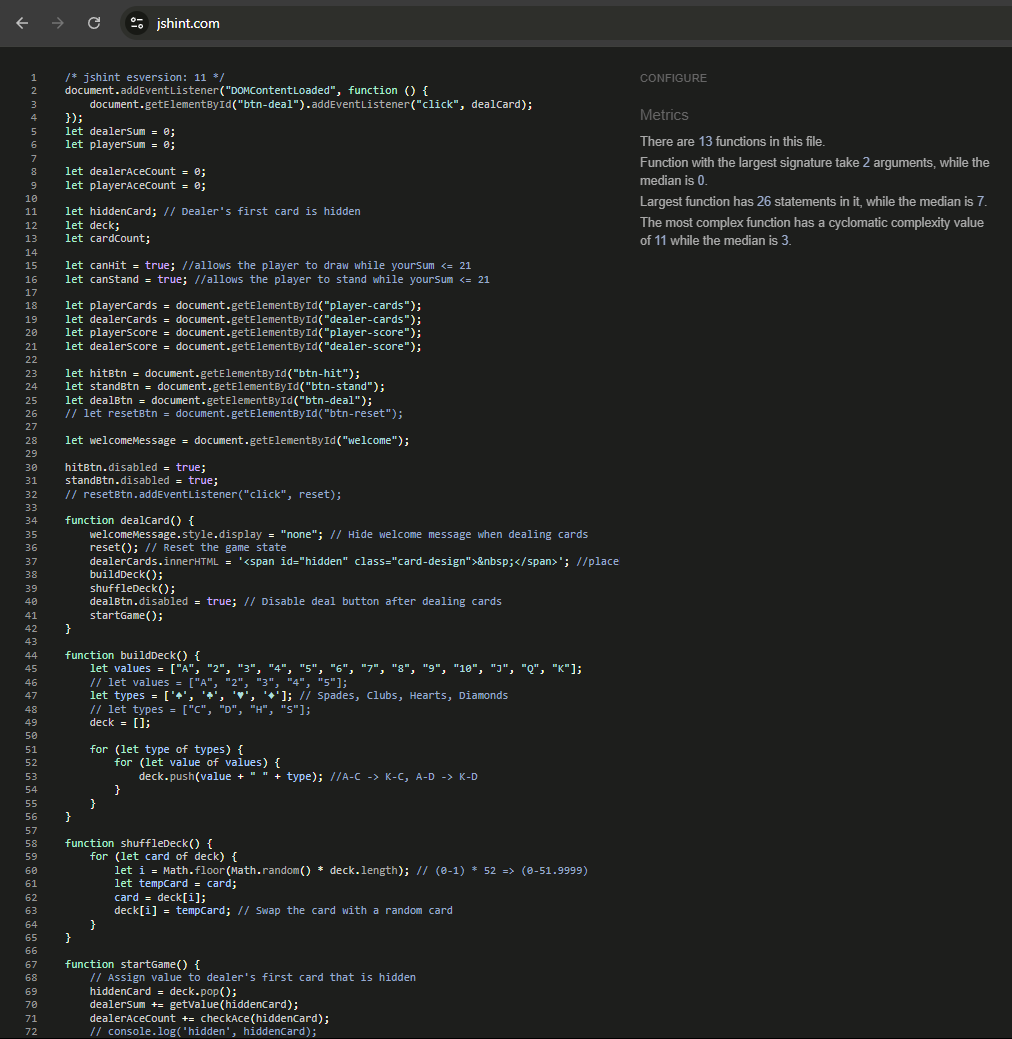 jshint.com
1 /* jshint esversion: 11 */
2 document.addEventListener("DOMContentLoaded", function () {
3     document.getElementById("btn-deal").addEventListener("click", dealCard);
4 });
5 let dealerSum = 0;
6 let playerSum = 0;
7
8 let dealerAceCount = 0;
9 let playerAceCount = 0;
10
11 let hiddenCard; // Dealer's first card is hidden
12 let deck;
13 let cardCount;
14
15 let canHit = true; //allows the player to draw while yourSum <= 21
16 let canStand = true; //allows the player to stand while yourSum <= 21
17
18 let playerCards = document.getElementById("player-cards");
19 let dealerCards = document.getElementById("dealer-cards");
20 let playerScore = document.getElementById("player-score");
21 let dealerScore = document.getElementById("dealer-score");
22
23 let hitBtn = document.getElementById("btn-hit");
24 let standBtn = document.getElementById("btn-stand");
25 let dealBtn = document.getElementById("btn-deal");
26 // let resetBtn = document.getElementById("btn-reset");
27
28 let welcomeMessage = document.getElementById("welcome");
29
30 hitBtn.disabled = true;
31 standBtn.disabled = true;
32 // resetBtn.addEventListener("click", reset);
33
34 function dealCard() {
35     welcomeMessage.style.display = "none"; // Hide welcome message when dealing cards
36     reset(); // Reset the game state
37     dealerCards.innerHTML = '<span id="hidden" class="card-design">&nbsp;</span>'; //place
38     buildDeck();
39     shuffleDeck();
40     dealBtn.disabled = true; // Disable deal button after dealing cards
41     startGame();
42 }
43
44 function buildDeck() {
45     let values = ["A", "2", "3", "4", "5", "6", "7", "8", "9", "10", "J", "Q", "K"];
46     // let values = ["A", "2", "3", "4", "5"];
47     let types = ['♠', '♣', '♥', '♦']; // Spades, Clubs, Hearts, Diamonds
48     // let types = ["C", "D", "H", "S"];
49     deck = [];
50
51     for (let type of types) {
52         for (let value of values) {
53             deck.push(value + " " + type); //A-C -> K-C, A-D -> K-D
54         }
55     }
56 }
57
58 function shuffleDeck() {
59     for (let card of deck) {
60         let i = Math.floor(Math.random() * deck.length); // (0-1) * 52 => (0-51.9999)
61         let tempCard = card;
62         card = deck[i];
63         deck[i] = tempCard; // Swap the card with a random card
64     }
65 }
66
67 function startGame() {
68     // Assign value to dealer's first card that is hidden
69     hiddenCard = deck.pop();
70     dealerSum += getValue(hiddenCard);
71     dealerAceCount += checkAce(hiddenCard);
72     // console.log('hidden', hiddenCard);
CONFIGURE
Metrics
There are 13 functions in this file.
Function with the largest signature take 2 arguments, while the
median is 0.
Largest function has 26 statements in it, while the median is 7.
The most complex function has a cyclomatic complexity value
of 11 while the median is 3.